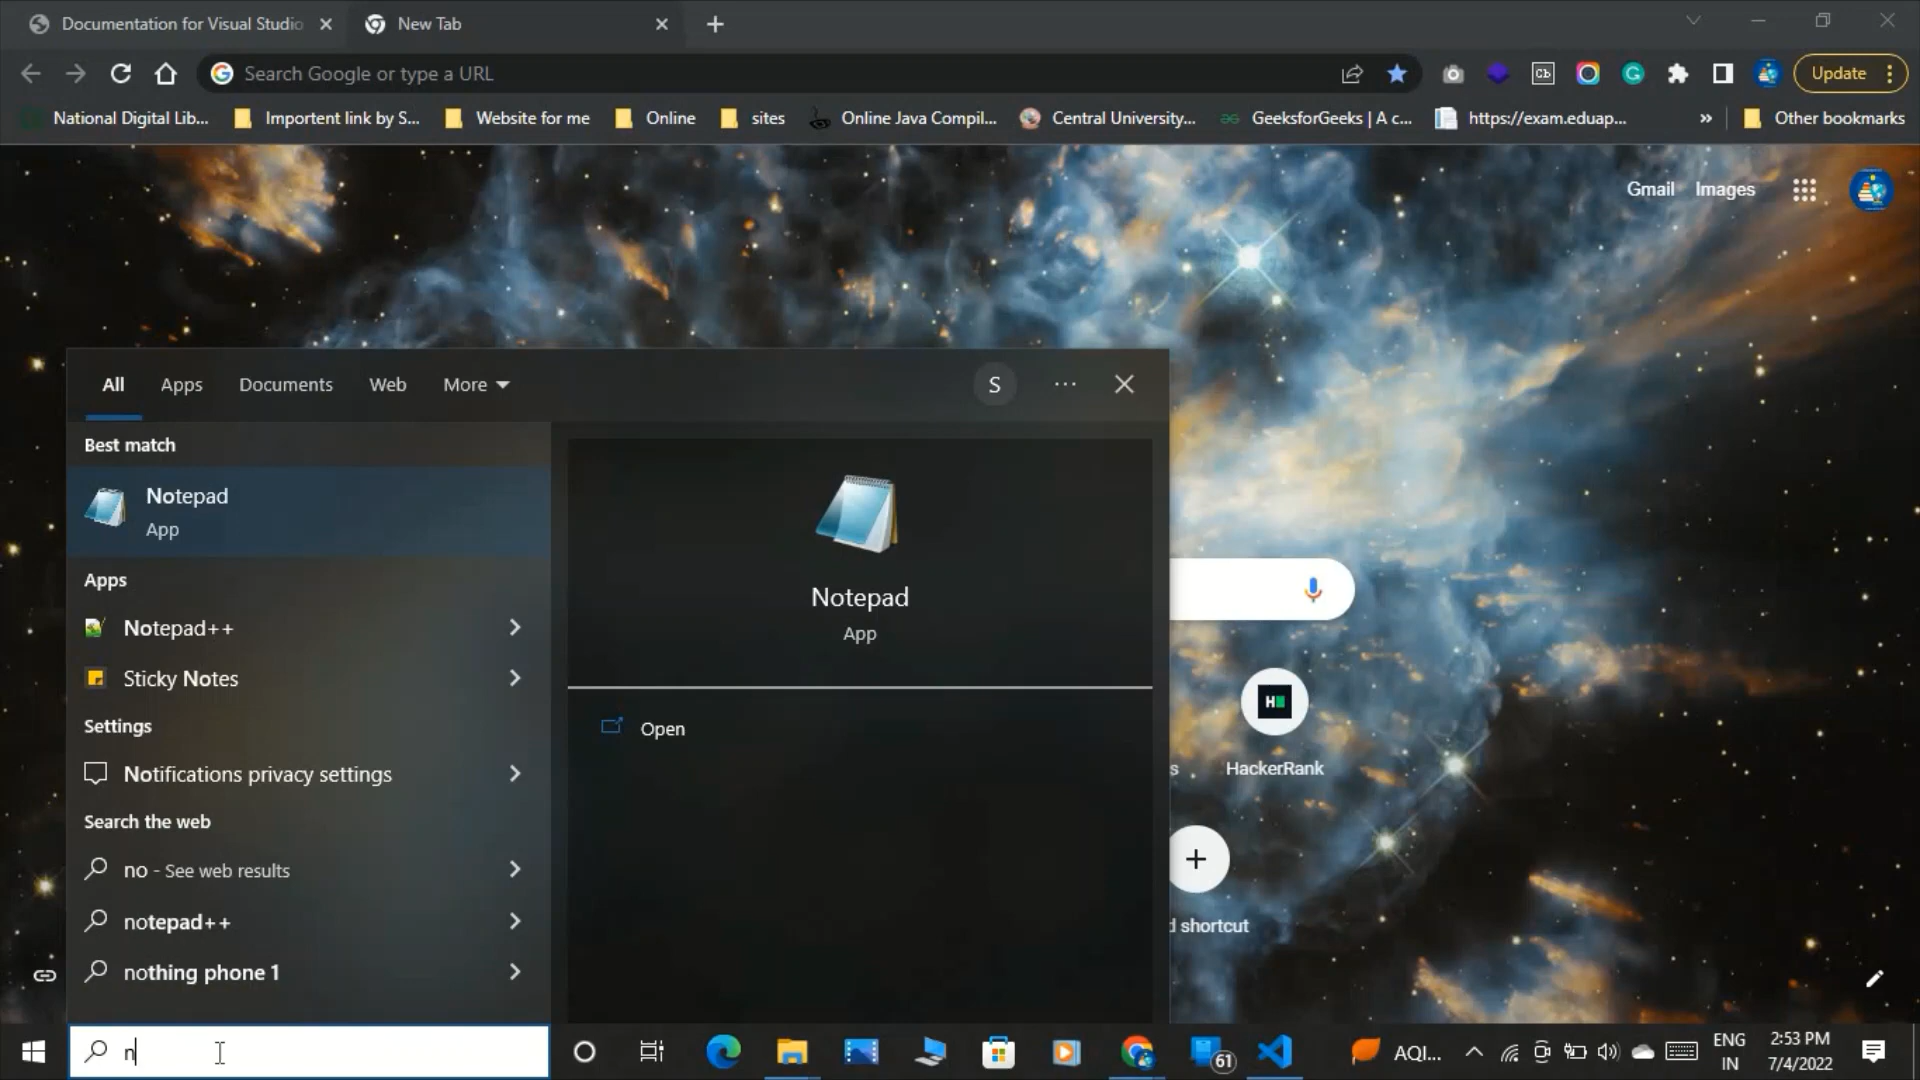 Documentation for Visual Studio
New Tab
Search Google or type a URL
Update
National Digital Lib...
Importent link by S...
Website for me
Online
sites
Online Java Compil...
Central University...
GeeksforGeeks | A c...
https://exam.eduap...
Other bookmarks
Gmail
Images
All
Apps
Documents
Web
More
S
Best match
Notepad
App
Apps
Notepad++
Sticky Notes
Settings
Notifications privacy settings
Search the web
no - See web results
notepad++
nothing phone 1
Notepad
App
Open
s
HackerRank
d shortcut
n
61
AQI...
ENG
IN
2:53 PM
7/4/2022